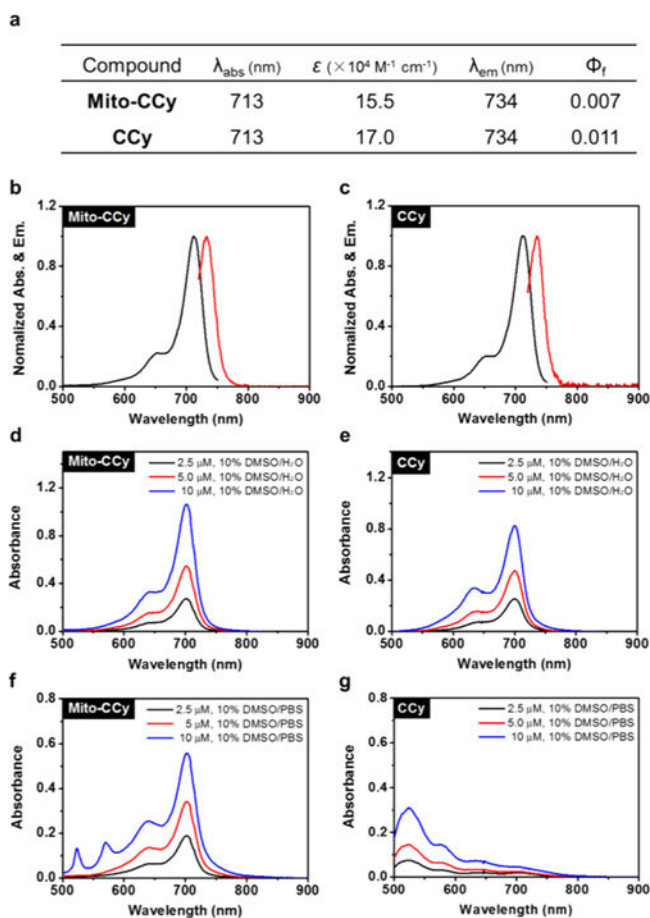 a
Compound λabs (nm) ε (×10⁴ M⁻¹ cm⁻¹) λem (nm) Φf
Mito-CCy 713 15.5 734 0.007
CCy 713 17.0 734 0.011
b
Mito-CCy
Nomalized Abs. & Em.
1.2
0.8
0.4
0.0
500 600 700 800 900
Wavelength (nm)
c
CCy
Nomalized Abs. & Em.
1.2
0.8
0.4
0.0
500 600 700 800 900
Wavelength (nm)
d
Mito-CCy
2.5 μM, 10% DMSO/H₂O
5.0 μM, 10% DMSO/H₂O
10 μM, 10% DMSO/H₂O
Absorbance
1.2
0.8
0.4
0.0
500 600 700 800 900
Wavelength (nm)
e
CCy
2.5 μM, 10% DMSO/H₂O
5.0 μM, 10% DMSO/H₂O
10 μM, 10% DMSO/H₂O
Absorbance
1.2
0.8
0.4
0.0
500 600 700 800 900
Wavelength (nm)
f
Mito-CCy
2.5 μM, 10% DMSO/PBS
5 μM, 10% DMSO/PBS
10 μM, 10% DMSO/PBS
Absorbance
0.8
0.6
0.4
0.2
0.0
500 600 700 800 900
Wavelength (nm)
g
CCy
2.5 μM, 10% DMSO/PBS
5.0 μM, 10% DMSO/PBS
10 μM, 10% DMSO/PBS
Absorbance
0.8
0.6
0.4
0.2
0.0
500 600 700 800 900
Wavelength (nm)